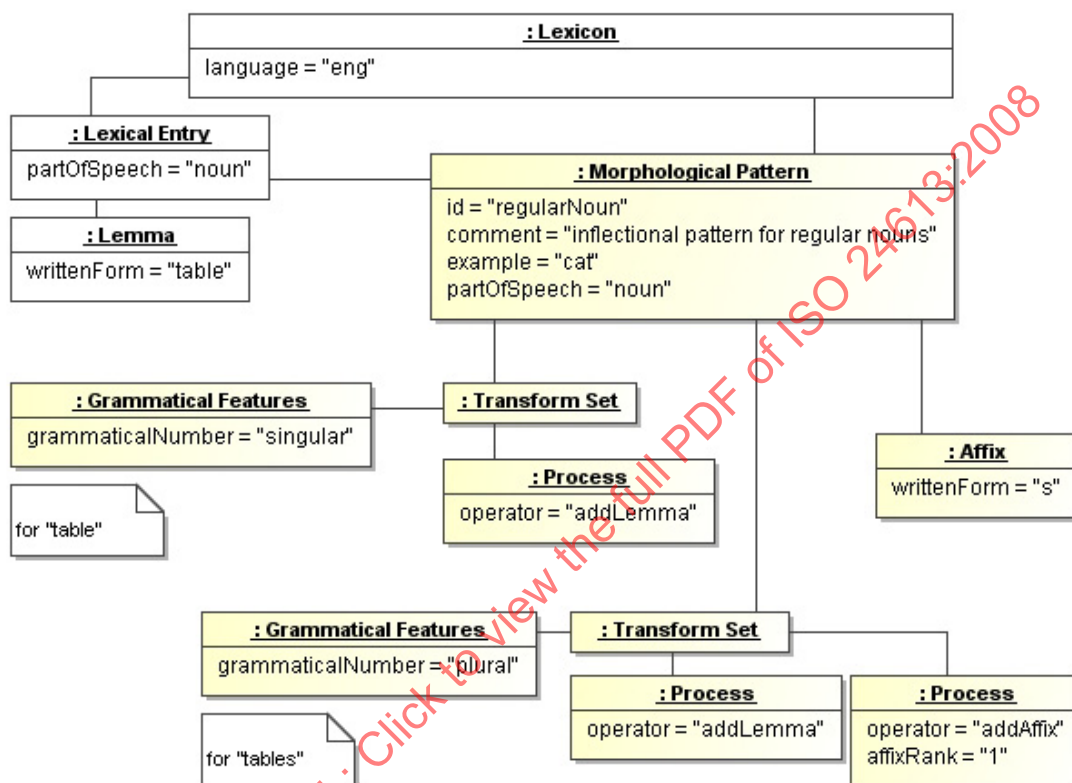 : Lexicon
language = "eng"
: Lexical Entry
partOfSpeech = "noun"
: Lemma
writtenForm = "table"
: Morphological Pattern
id = "regularNoun"
comment = "inflectional pattern for regular nouns"
example = "cat"
partOfSpeech = "noun"
: Grammatical Features
grammaticalNumber = "singular"
for "table"
: Transform Set
: Process
operator = "addLemma"
: Affix
writtenForm = "s"
: Grammatical Features
grammaticalNumber = "plural"
for "tables"
: Transform Set
: Process
operator = "addLemma"
: Process
operator = "addAffix"
affixRank = "1"
: Click to view the full PDF of ISO 24613:2008